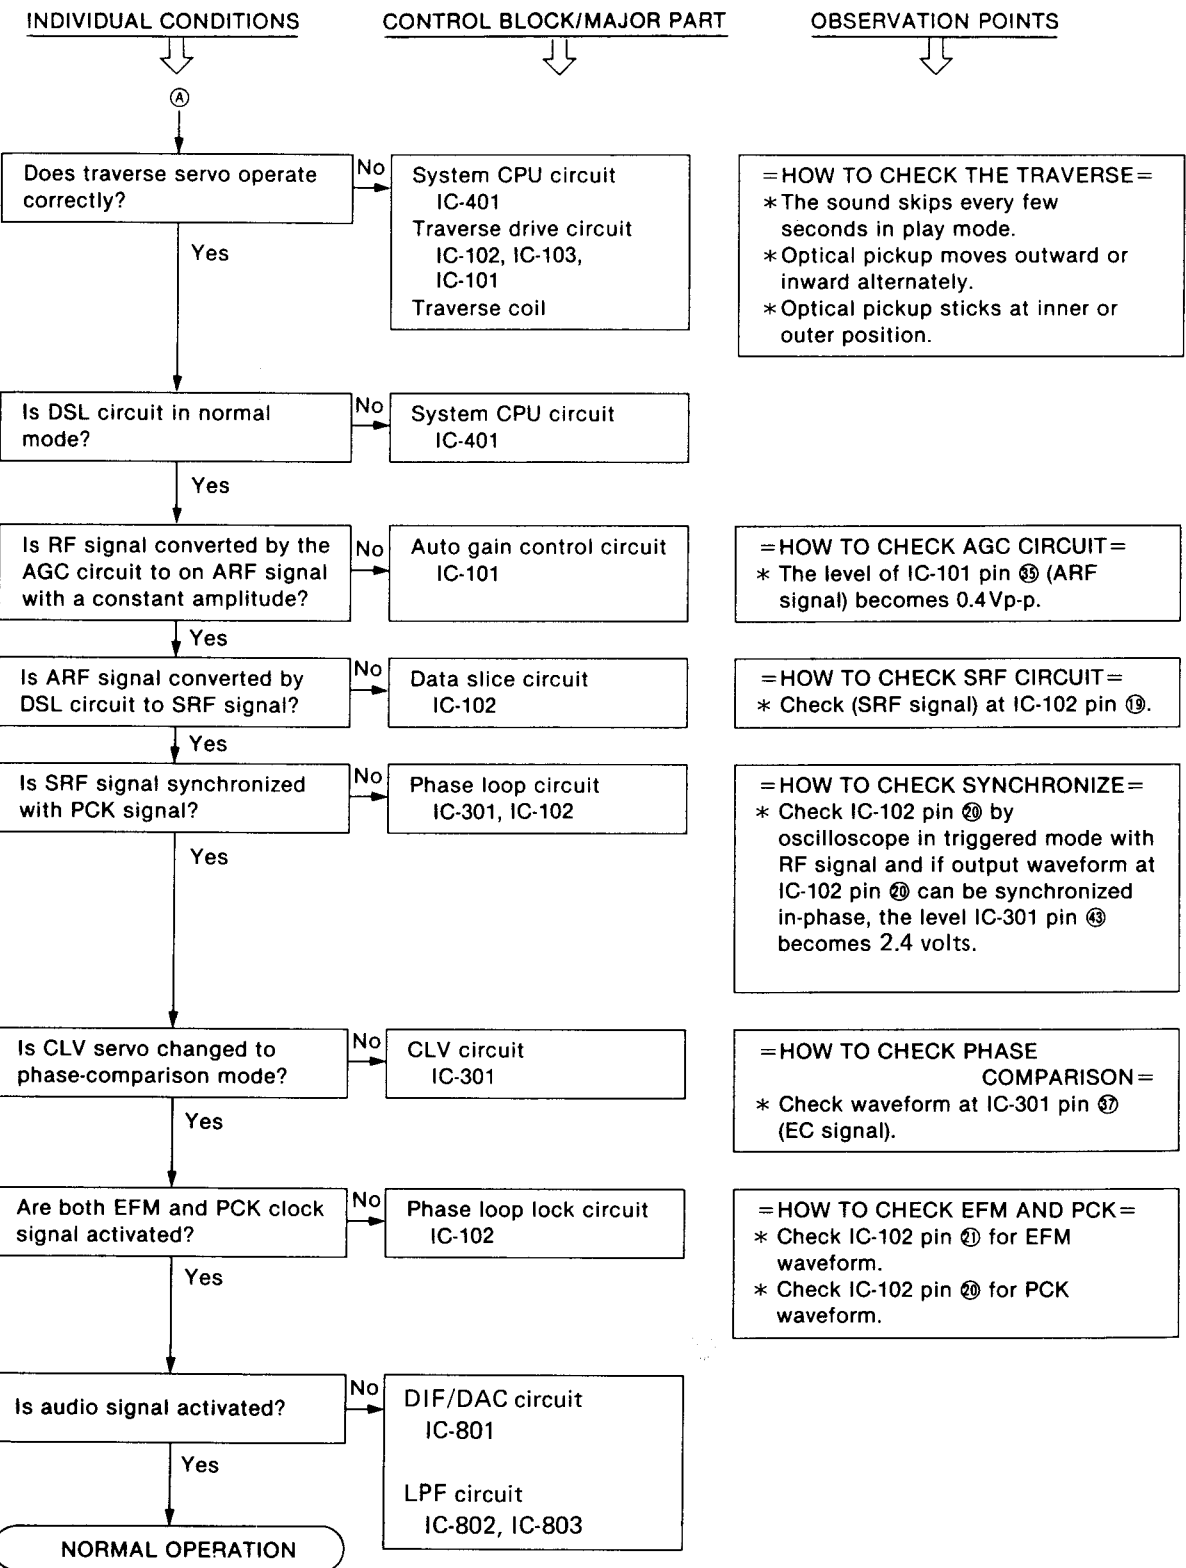 INDIVIDUAL CONDITIONS
CONTROL BLOCK/MAJOR PART
OBSERVATION POINTS
Ⓐ
Does traverse servo operate
correctly?
No
System CPU circuit
IC-401
Traverse drive circuit
IC-102, IC-103,
IC-101
Traverse coil
=HOW TO CHECK THE TRAVERSE=
*The sound skips every few
seconds in play mode.
*Optical pickup moves outward or
inward alternately.
*Optical pickup sticks at inner or
outer position.
Yes
Is DSL circuit in normal
mode?
No
System CPU circuit
IC-401
Yes
Is RF signal converted by the
AGC circuit to on ARF signal
with a constant amplitude?
No
Auto gain control circuit
IC-101
=HOW TO CHECK AGC CIRCUIT=
* The level of IC-101 pin ㉟ (ARF
signal) becomes 0.4Vp-p.
Yes
Is ARF signal converted by
DSL circuit to SRF signal?
No
Data slice circuit
IC-102
=HOW TO CHECK SRF CIRCUIT=
* Check (SRF signal) at IC-102 pin ⑲.
Yes
Is SRF signal synchronized
with PCK signal?
No
Phase loop circuit
IC-301, IC-102
=HOW TO CHECK SYNCHRONIZE=
* Check IC-102 pin ⑳ by
oscilloscope in triggered mode with
RF signal and if output waveform at
IC-102 pin ⑳ can be synchronized
in-phase, the level IC-301 pin ㊸
becomes 2.4 volts.
Yes
Is CLV servo changed to
phase-comparison mode?
No
CLV circuit
IC-301
=HOW TO CHECK PHASE
COMPARISON=
* Check waveform at IC-301 pin ㊲
(EC signal).
Yes
Are both EFM and PCK clock
signal activated?
No
Phase loop lock circuit
IC-102
=HOW TO CHECK EFM AND PCK=
* Check IC-102 pin ㉑ for EFM
waveform.
* Check IC-102 pin ⑳ for PCK
waveform.
Yes
Is audio signal activated?
No
DIF/DAC circuit
IC-801
LPF circuit
IC-802, IC-803
Yes
NORMAL OPERATION